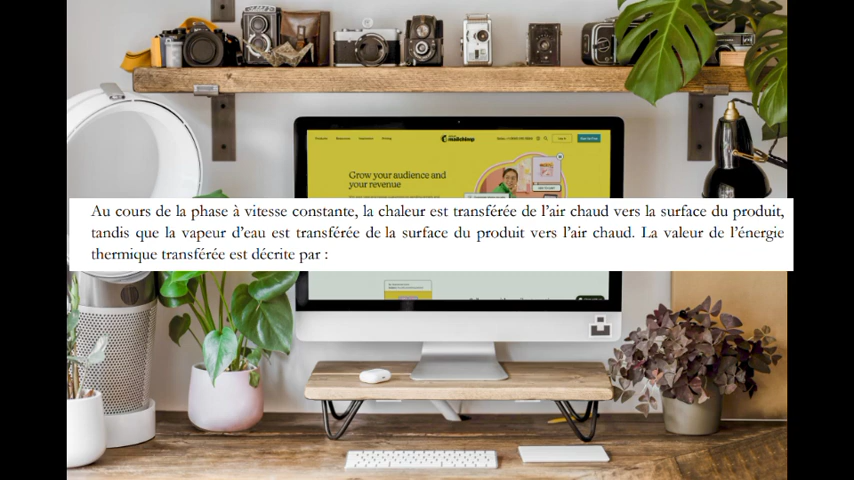 Grow your audience and
your revenue
mailchimp
Au cours de la phase à vitesse constante, la chaleur est transférée de l'air chaud vers la surface du produit,
tandis que la vapeur d'eau est transférée de la surface du produit vers l'air chaud. La valeur de l'énergie
thermique transférée est décrite par :